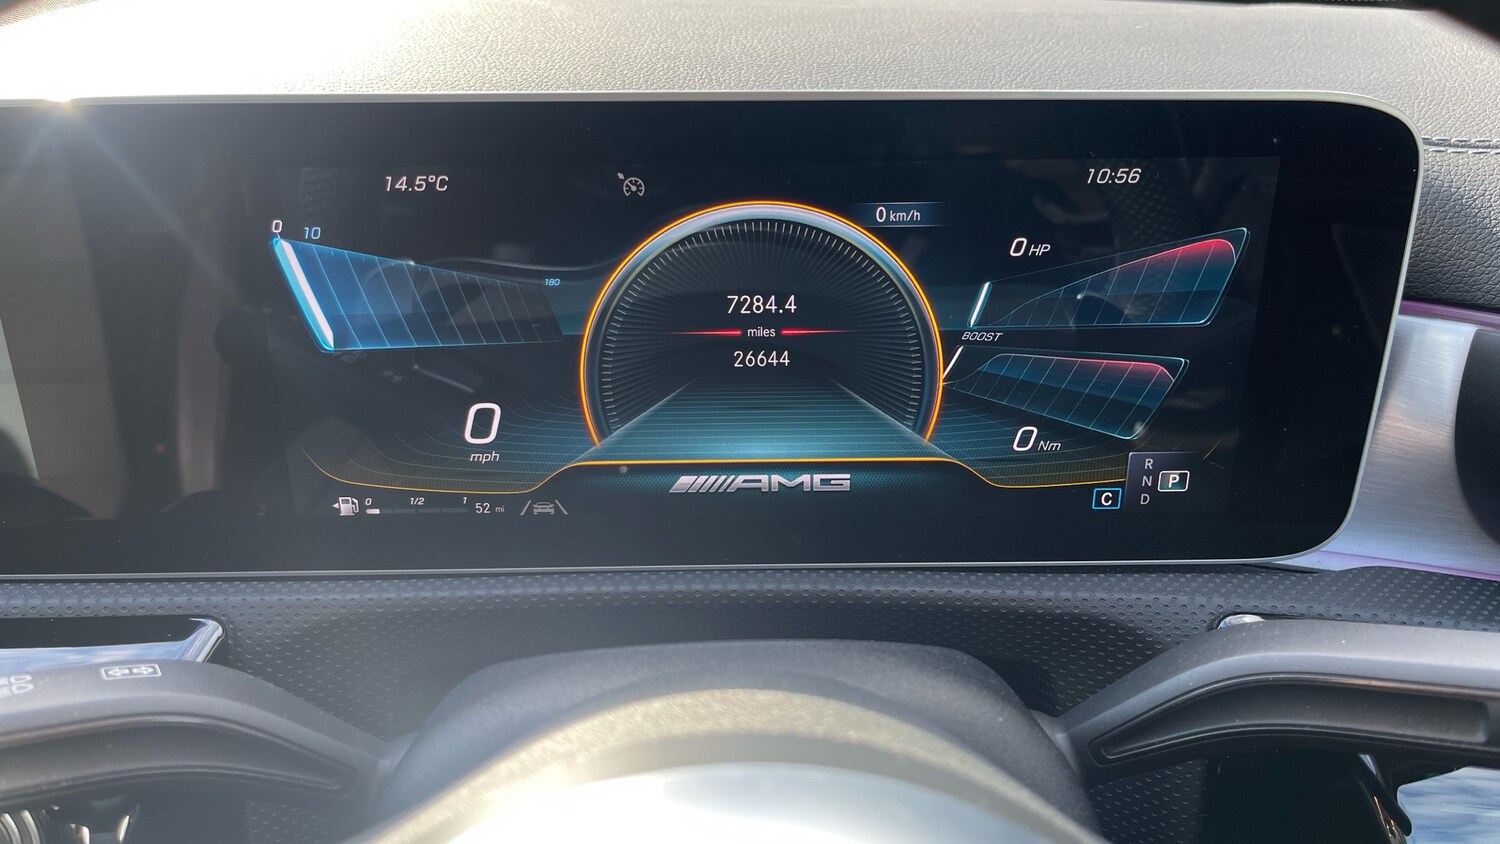 14.5°C
10:56
0 km/h
0 10
180
0 HP
7284.4
miles
26644
BOOST
0
mph
0 Nm
AMG
R
N P
D
C
0 1/2 1 52 mi